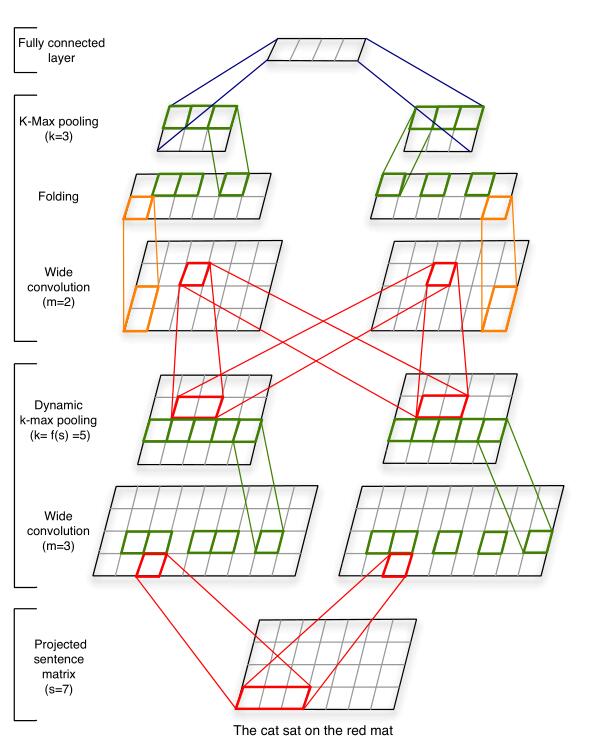 Fully connected
layer
K-Max pooling
(k=3)
Folding
Wide
convolution
(m=2)
Dynamic
k-max pooling
(k= f(s) =5)
Wide
convolution
(m=3)
Projected
sentence
matrix
(s=7)
The cat sat on the red mat